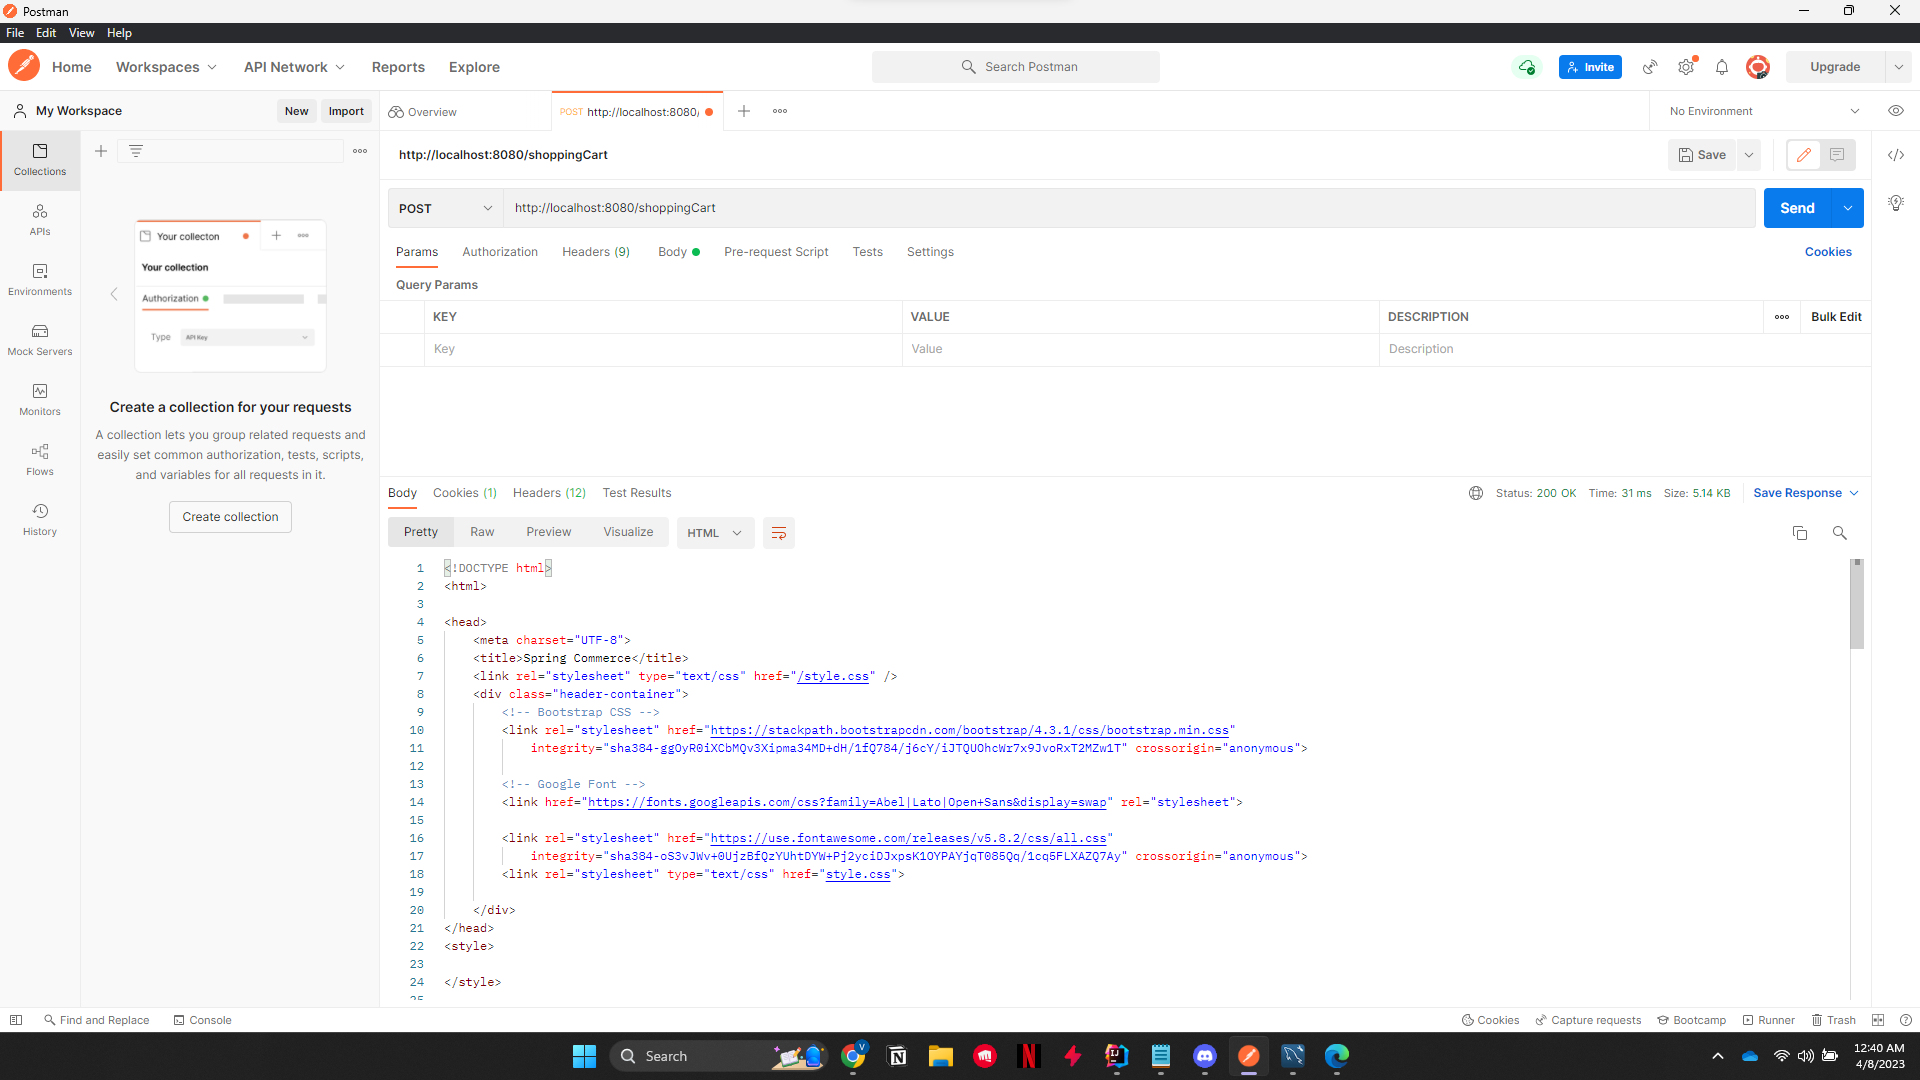 Postman
File Edit View Help
Home Workspaces API Network Reports Explore Search Postman Invite Upgrade
My Workspace New Import Overview POST http://localhost:8080/ No Environment
http://localhost:8080/shoppingCart Save
POST http://localhost:8080/shoppingCart Send
Params Authorization Headers (9) Body Pre-request Script Tests Settings Cookies
Query Params
KEY VALUE DESCRIPTION Bulk Edit
Key Value Description
Collections
APIs
Environments
Mock Servers
Monitors
Flows
History
Your collecton
Your collection
Authorization
Type API Key
Create a collection for your requests
A collection lets you group related requests and
easily set common authorization, tests, scripts,
and variables for all requests in it.
Create collection
Body Cookies (1) Headers (12) Test Results Status: 200 OK Time: 31 ms Size: 5.14 KB Save Response
Pretty Raw Preview Visualize HTML
1 <!DOCTYPE html>
2 <html>
3
4 <head>
5 <meta charset="UTF-8">
6 <title>Spring Commerce</title>
7 <link rel="stylesheet" type="text/css" href="/style.css" />
8 <div class="header-container">
9 <!-- Bootstrap CSS -->
10 <link rel="stylesheet" href="https://stackpath.bootstrapcdn.com/bootstrap/4.3.1/css/bootstrap.min.css"
11 integrity="sha384-ggOyR0iXCbMQv3Xipma34MD+dH/1fQ784/j6cY/iJTQUOhcWr7x9JvoRxT2MZw1T" crossorigin="anonymous">
12
13 <!-- Google Font -->
14 <link href="https://fonts.googleapis.com/css?family=Abel|Lato|Open+Sans&display=swap" rel="stylesheet">
15
16 <link rel="stylesheet" href="https://use.fontawesome.com/releases/v5.8.2/css/all.css"
17 integrity="sha384-oS3vJWv+0UjzBfQzYUhtDYW+Pj2yciDJxpsK1OYPAYjqT085Qq/1cq5FLXAZQ7Ay" crossorigin="anonymous">
18 <link rel="stylesheet" type="text/css" href="style.css">
19
20 </div>
21 </head>
22 <style>
23
24 </style>
25
Find and Replace Console Cookies Capture requests Bootcamp Runner Trash
Search
12:40 AM
4/8/2023